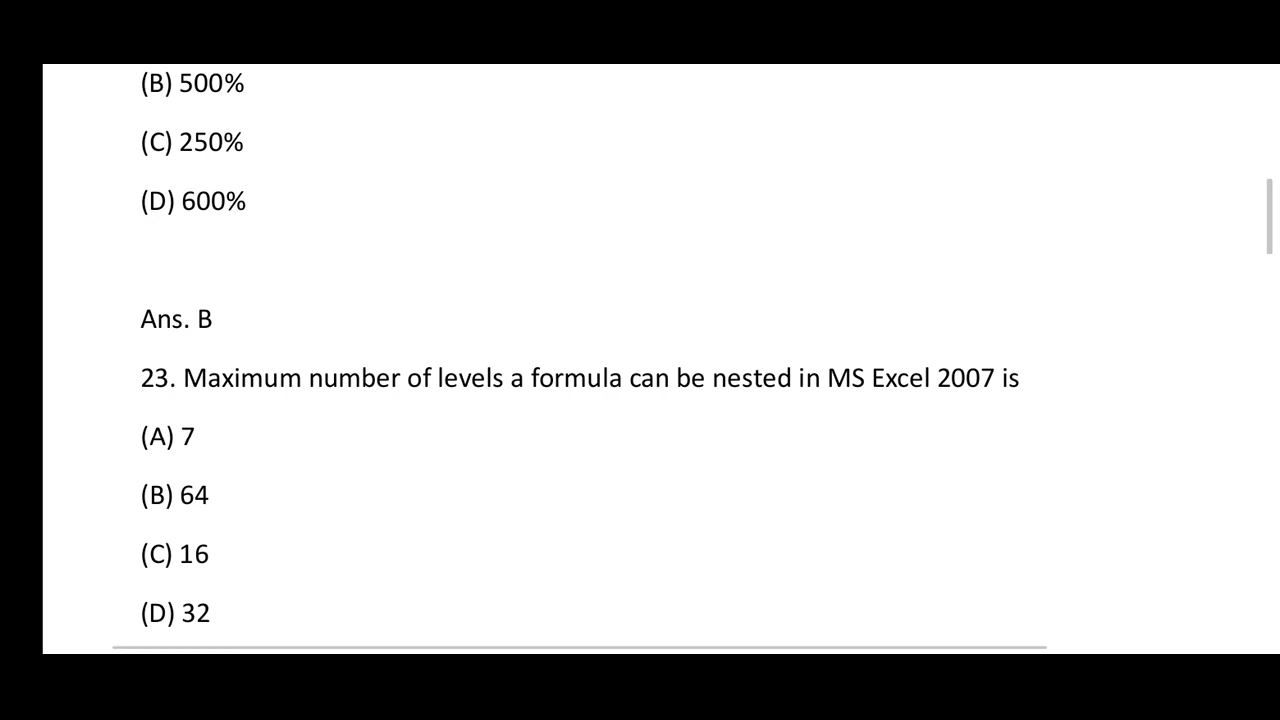 (B) 500%
(C) 250%
(D) 600%
Ans. B
23. Maximum number of levels a formula can be nested in MS Excel 2007 is
(A) 7
(B) 64
(C) 16
(D) 32